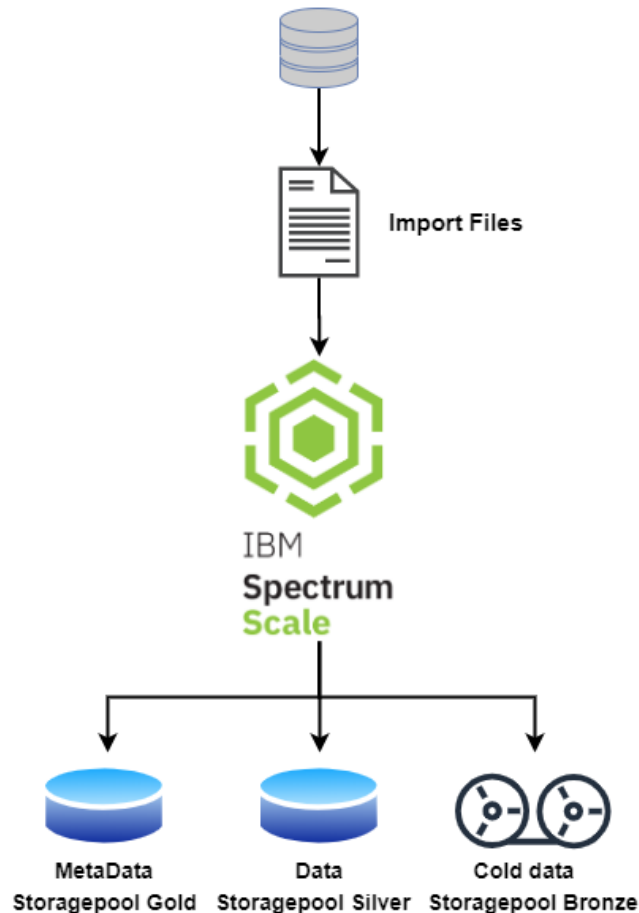 Import Files
IBM
Spectrum
Scale
MetaData
Storagepool Gold
Data
Storagepool Silver
Cold data
Storagepool Bronze